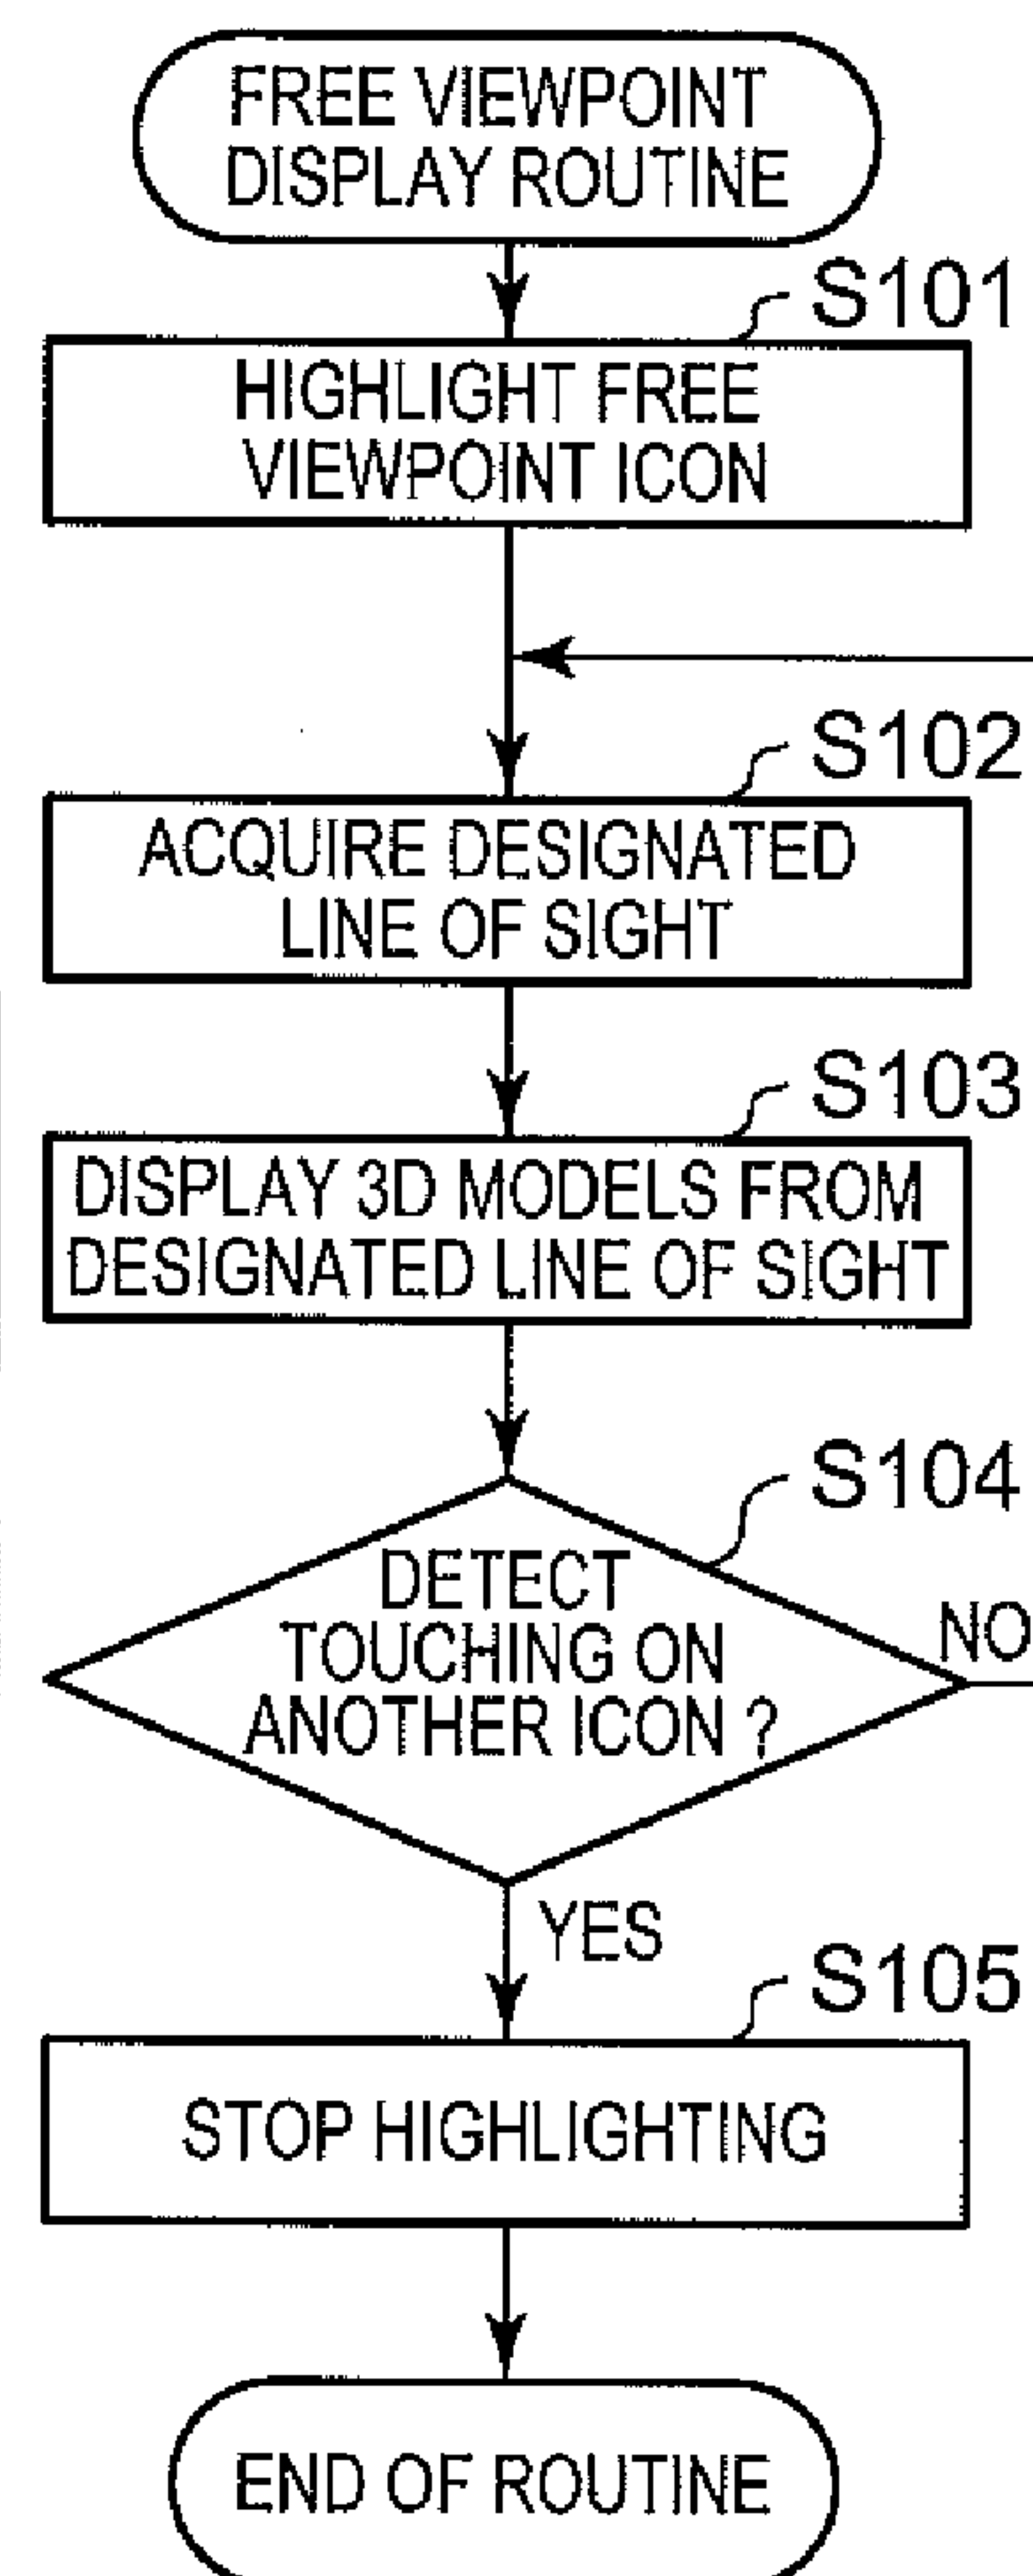 FREE VIEWPOINT
DISPLAY ROUTINE
S101
HIGHLIGHT FREE
VIEWPOINT ICON
S102
ACQUIRE DESIGNATED
LINE OF SIGHT
S103
DISPLAY 3D MODELS FROM
DESIGNATED LINE OF SIGHT
S104
DETECT
TOUCHING ON
ANOTHER ICON ?
NO
YES
S105
STOP HIGHLIGHTING
END OF ROUTINE